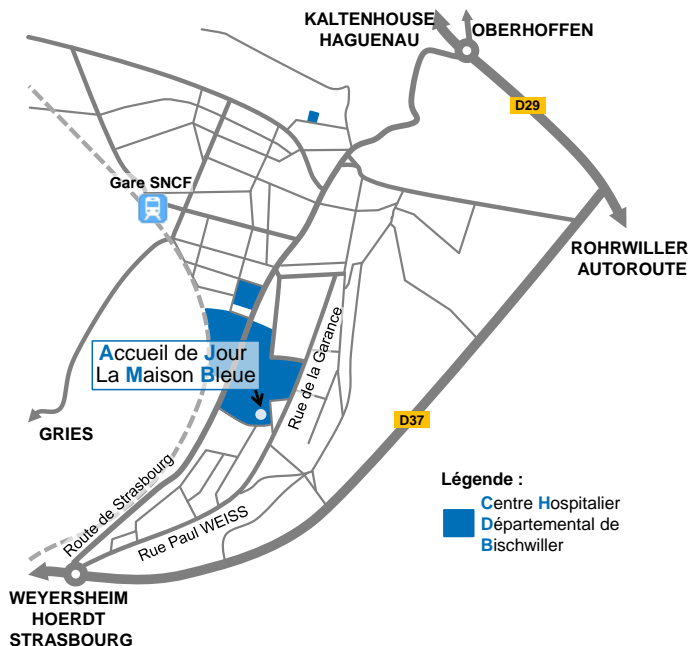 KALTENHOUSE
HAGUENAU
OBERHOFFEN
D29
Gare SNCF
ROHRWILLER
AUTOROUTE
Accueil de Jour
La Maison Bleue
Rue de la Garance
GRIES
D37
Route de Strasbourg
Rue Paul WEISS
Légende :
Centre Hospitalier
Départemental de
Bischwiller
WEYERSHEIM
HOERDT
STRASBOURG